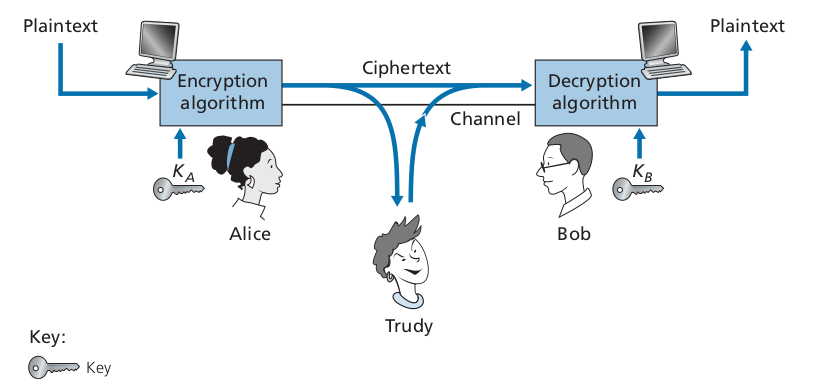 Plaintext
Plaintext
Ciphertext
Encryption
algorithm
Decryption
algorithm
Channel
K_A
K_B
Alice
Bob
Trudy
Key:
Key